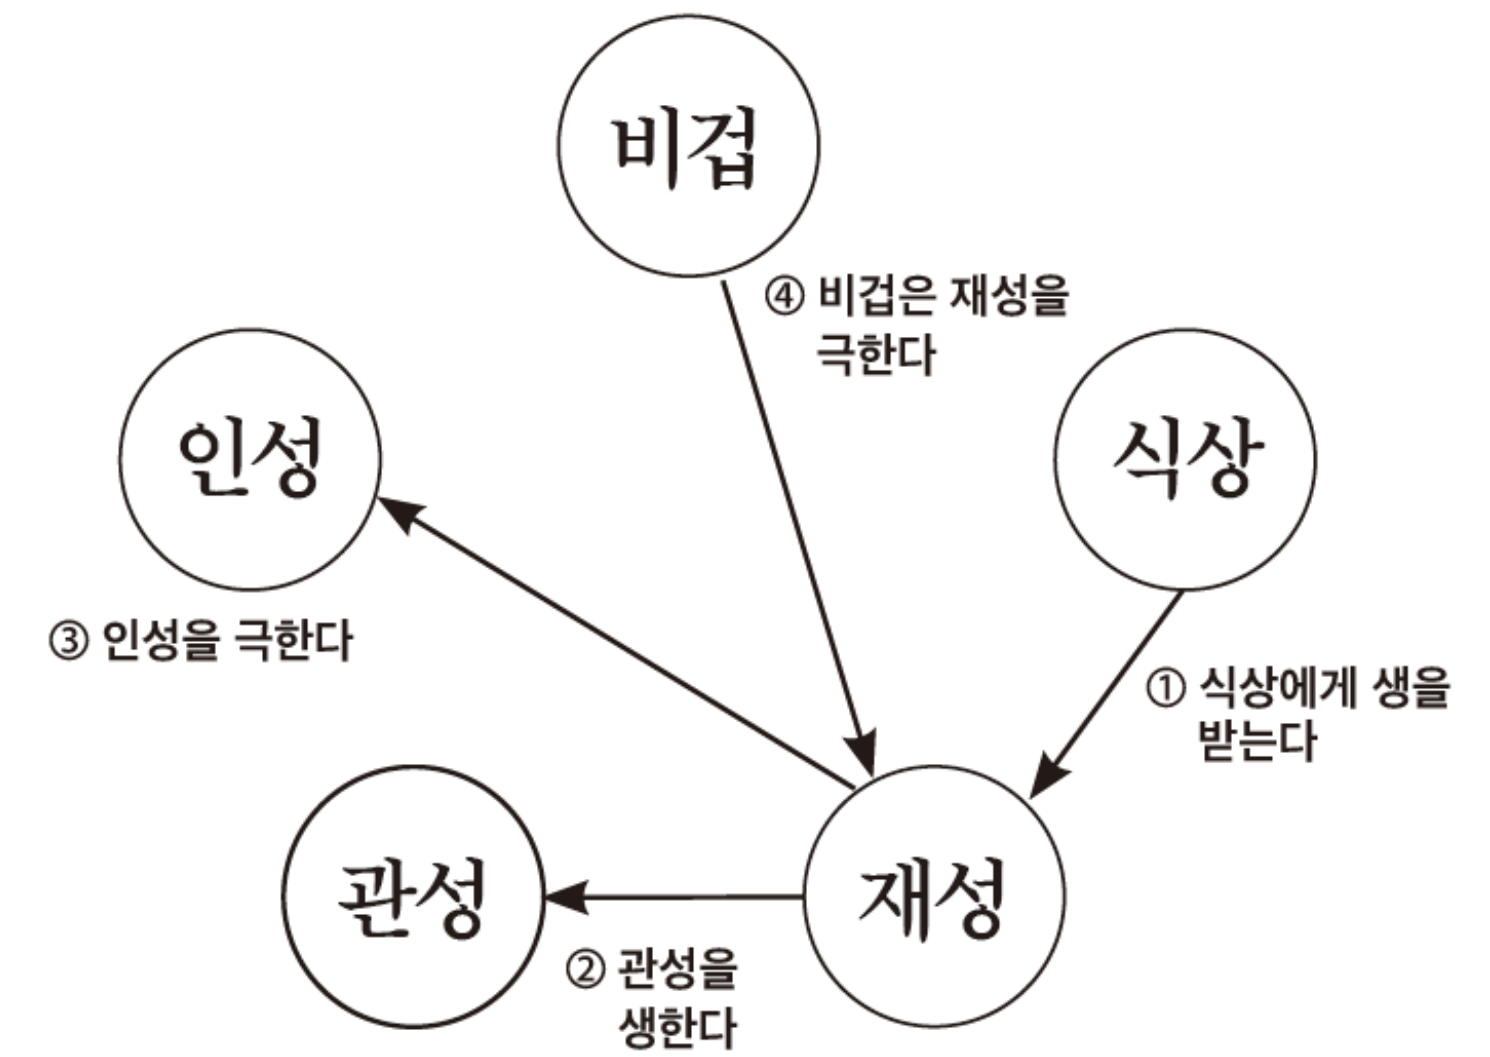 비겁
④ 비겁은 재성을
극한다
인성
식상
③ 인성을 극한다
① 식상에게 생을
받는다
관성
재성
② 관성을
생한다